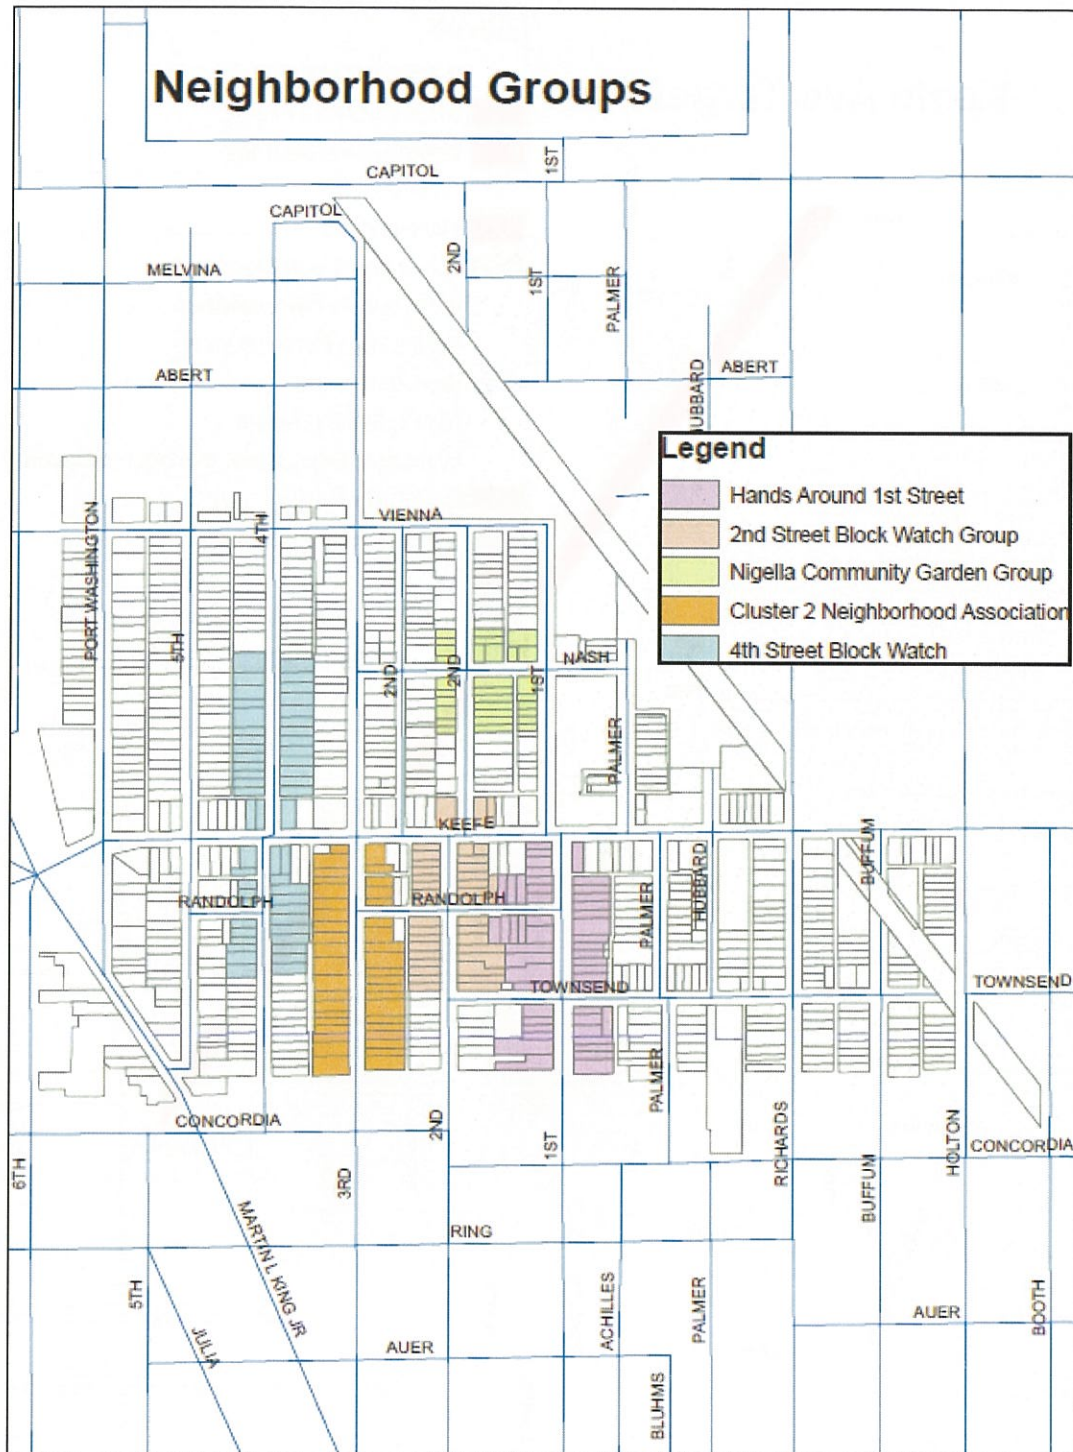 Neighborhood Groups
1ST
CAPITOL
CAPITOL
2ND
MELVINA
1ST
PALMER
ABERT
ABERT
HUBBARD
Legend
Hands Around 1st Street
2nd Street Block Watch Group
Nigella Community Garden Group
Cluster 2 Neighborhood Association
4th Street Block Watch
VIENNA
4TH
PORT WASHINGTON
5TH
2ND
2ND
1ST
NASH
PALMER
KEEFE
BUFFUM
HUBBARD
RANDOLPH
RANDOLPH
PALMER
TOWNSEND
TOWNSEND
PALMER
CONCORDIA
2ND
1ST
RICHARDS
HOLTON
CONCORDIA
6TH
3RD
BUFFUM
MARTIN L KING JR
RING
5TH
ACHILLES
PALMER
BOOTH
AUER
JULIA
AUER
BLUHMS